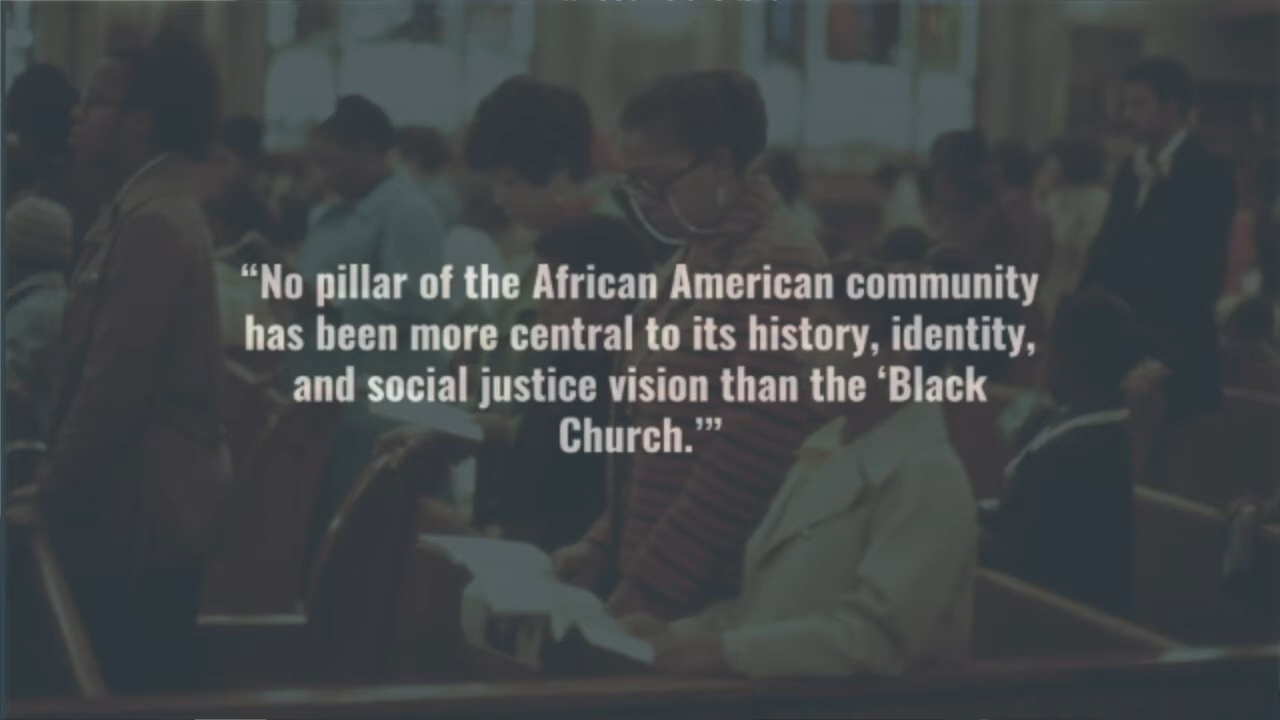 “No pillar of the African American community
has been more central to its history, identity,
and social justice vision than the ‘Black
Church.’”